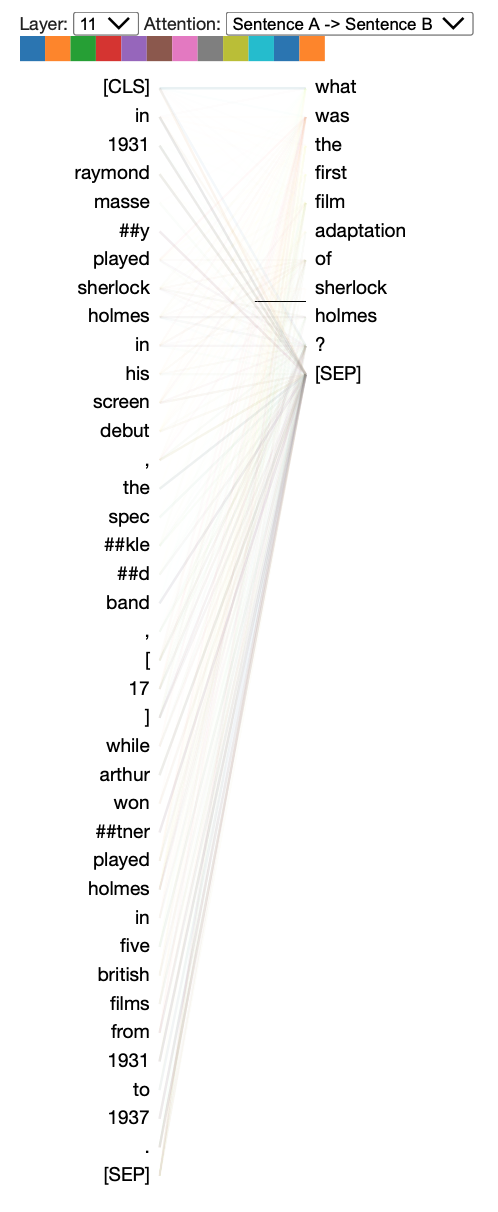 Layer: 11 Attention: Sentence A -> Sentence B
[CLS] what
in was
1931 the
raymond first
masse film
##y adaptation
played of
sherlock sherlock
holmes holmes
in ?
his [SEP]
screen
debut
,
the
spec
##kle
##d
band
,
[
17
]
while
arthur
won
##tner
played
holmes
in
five
british
films
from
1931
to
1937
.
[SEP]